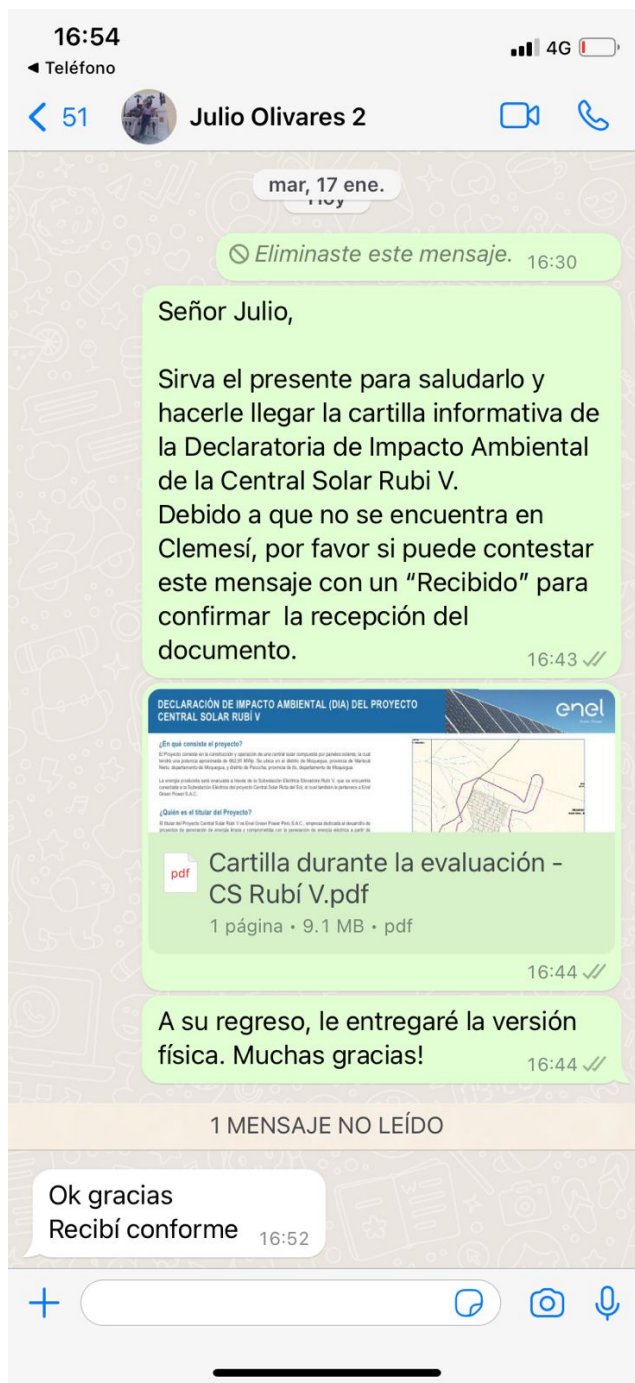 16:54
4G
◀ Teléfono
51
Julio Olivares 2
mar, 17 ene.
Hoy
Eliminaste este mensaje. 16:30
Señor Julio,
Sirva el presente para saludarlo y
hacerle llegar la cartilla informativa de
la Declaratoria de Impacto Ambiental
de la Central Solar Rubi V.
Debido a que no se encuentra en
Clemesí, por favor si puede contestar
este mensaje con un “Recibido” para
confirmar la recepción del
documento.
16:43
DECLARACIÓN DE IMPACTO AMBIENTAL (DIA) DEL PROYECTO
CENTRAL SOLAR RUBÍ V
enel
¿En qué consiste el proyecto?
¿Quién es el titular del Proyecto?
pdf
Cartilla durante la evaluación -
CS Rubí V.pdf
1 página • 9.1 MB • pdf
16:44
A su regreso, le entregaré la versión
física. Muchas gracias!
16:44
1 MENSAJE NO LEÍDO
Ok gracias
Recibí conforme 16:52